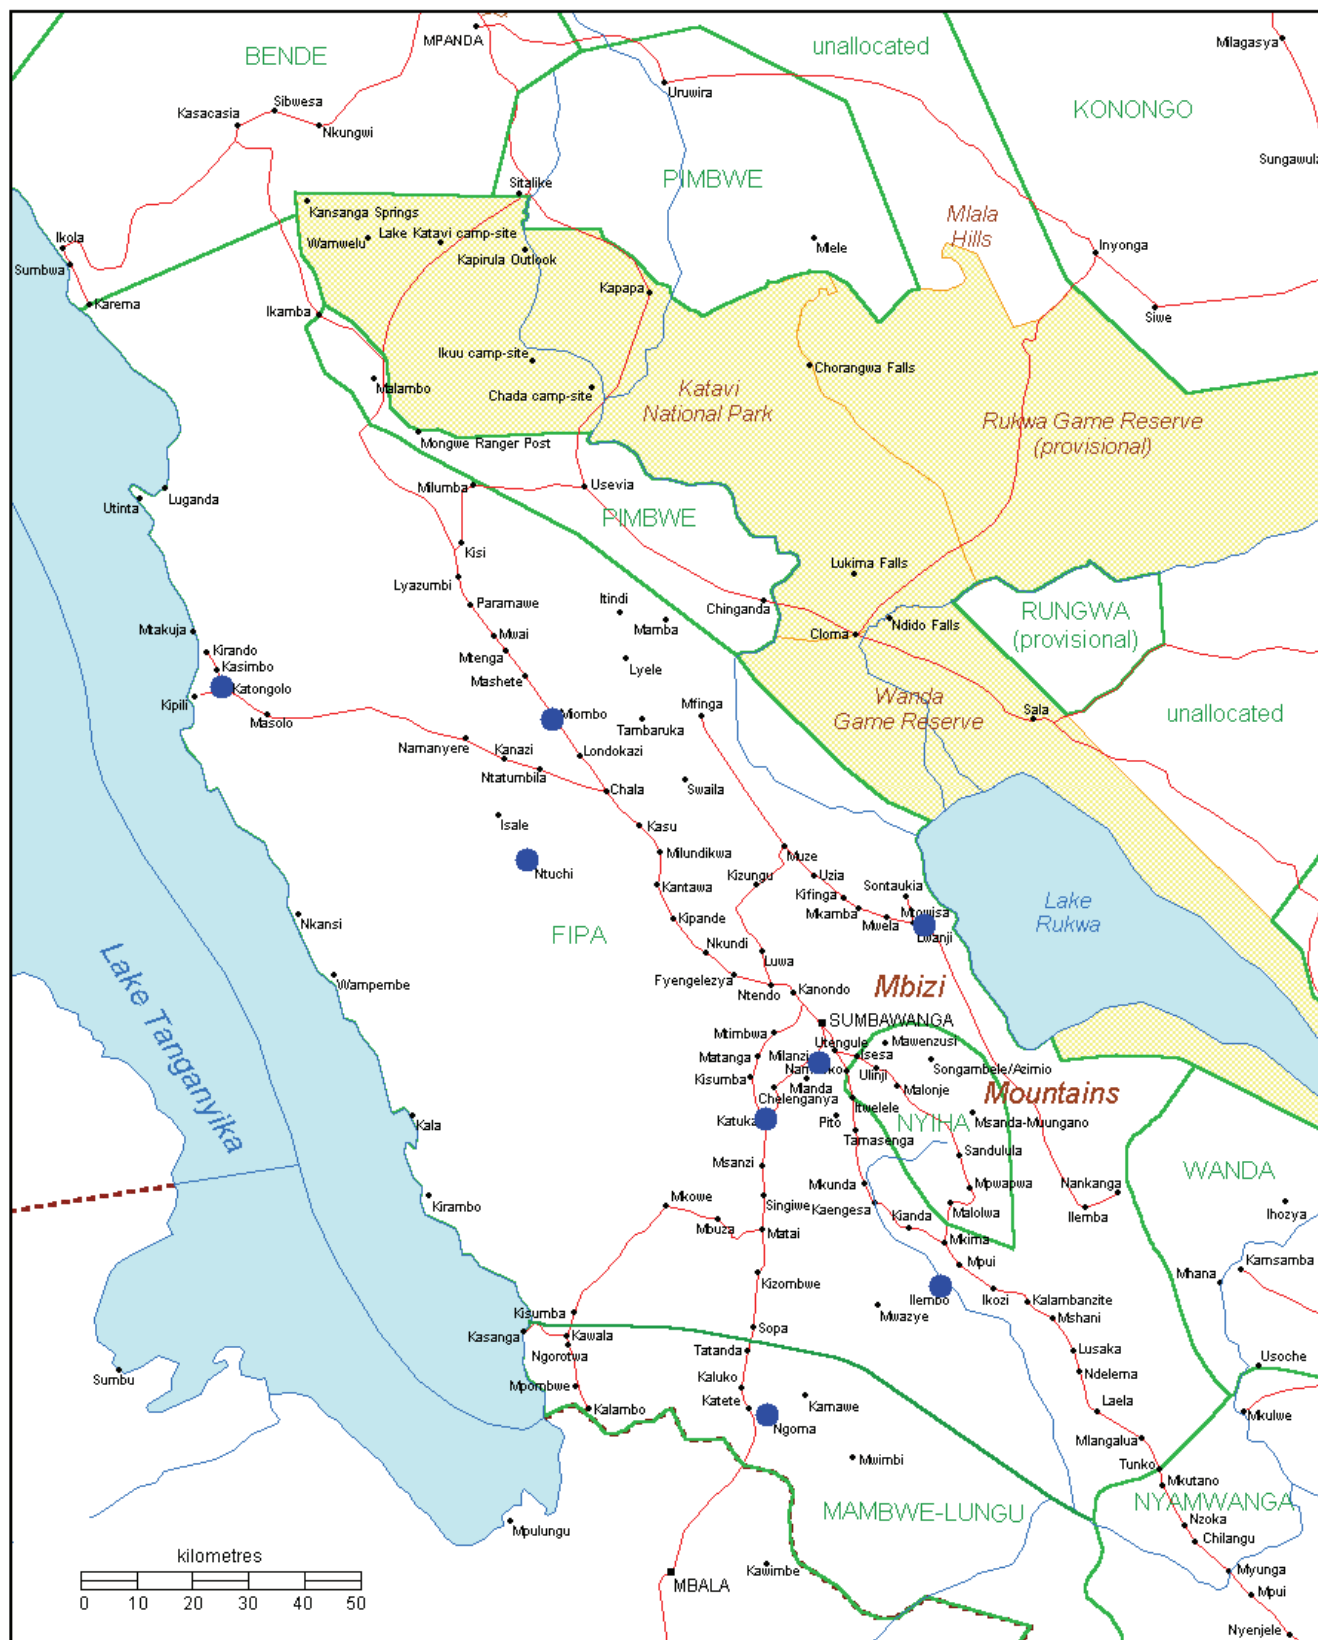 BENDE
MPANDA
unallocated
Milagasya
Uruwira
KONONGO
Kasacasia
Sibwesa
Nkungwi
Sungawula
PIMBWE
Sitalike
Kansanga Springs
Wamwelu
Lake Katavi camp-site
Kapirula Outlook
Mlala
Hills
Mlele
Inyonga
Ikola
Sumbwa
Karema
Ikamba
Kapapa
Siwe
Ikuu camp-site
Chada camp-site
Malambo
Chorangwa Falls
Katavi
National Park
Rukwa Game Reserve
(provisional)
Mongwe Ranger Post
Milumba
Usevia
PIMBWE
Luganda
Utinta
Kisi
Lyazumbi
Paramawe
Itindi
Mamba
Chinganda
Lukima Falls
Cloma
Ndido Falls
RUNGWA
(provisional)
Mtakuja
Kirando
Kasimbo
Katongolo
Kipili
Masolo
Mwai
Mtenga
Mashete
Lyele
Miombo
Tambaruka
Mfinga
Wanda
Game Reserve
Sala
unallocated
Namanyere
Kanazi
Ntatumbila
Londokazi
Chala
Swaila
Isale
Kasu
Ntuchi
Milundikwa
Kantawa
Kizungu
Muze
Uzia
Kifinga
Mkamba
Mwela
Sontaukia
Mtowisa
Lwanji
Lake
Rukwa
Nkansi
FIPA
Kipande
Nkundi
Luwa
Fyengelezya
Ntendo
Kanondo
Mbizi
Wampembe
Lake Tanganyika
SUMBAWANGA
Mtimbwa
Utengule
Mawenzusi
Matanga
Milanzi
Isesa
Songambele/Azimio
Kisumba
Ulinji
Mountains
Manda
Malonje
Chelenganya
Itwelele
Kala
Katuka
Pito
NYIHA
Msanda-Muungano
Tamasenga
Msanzi
Sandulula
WANDA
Kirambo
Mkowe
Singiwe
Mkunda
Mpwapwa
Nankanga
Mbuza
Matai
Kaengesa
Kianda
Malolwa
Ilemba
Ihozya
Mkima
Kizombwe
Mpui
Mhana
Kamsamba
Ilembo
Ikozi
Kalambanzite
Mwazye
Mshani
Kisumba
Kasanga
Kawala
Ngorotwa
Sopa
Tatanda
Lusaka
Ndelema
Usoche
Sumbu
Mpombwe
Kaluko
Kalambo
Katete
Kamawe
Ngoma
Laela
Mkulwe
Mlangalua
Mwimbi
Tunko
Mkutano
MAMBWE-LUNGU
NYAMWANGA
Nzoka
Mpulungu
Chilangu
kilometres
MBALA
Kawimbe
Myunga
Mpui
0 10 20 30 40 50
Nyenjele